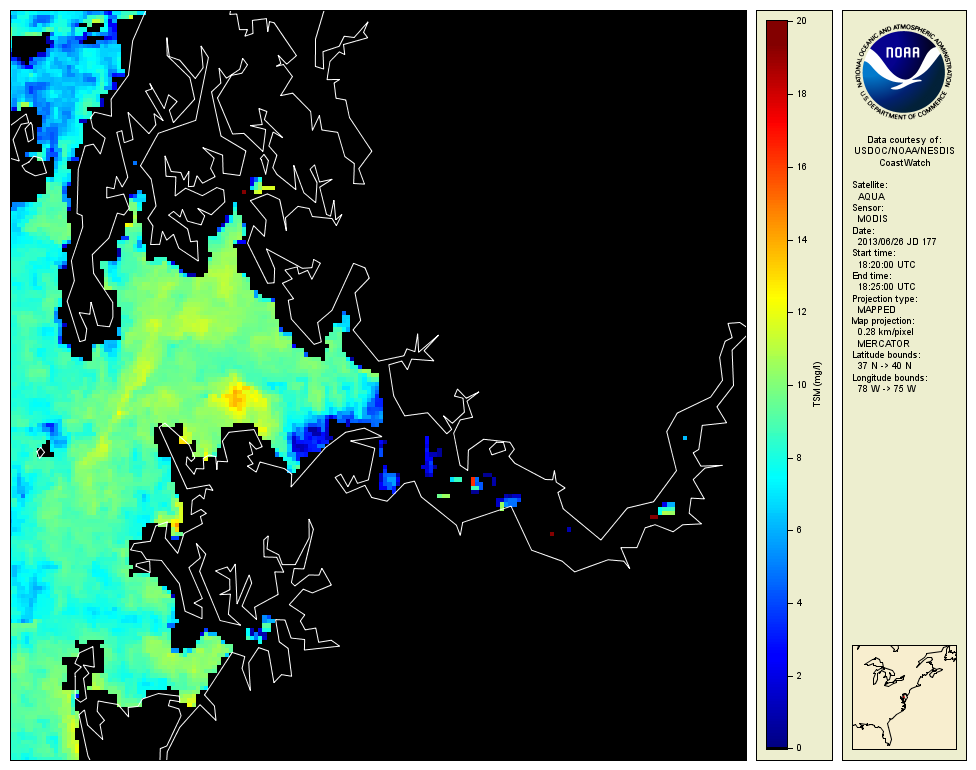 20
18
16
14
12
10
8
6
4
2
0
TSM (mg/l)
NATIONAL OCEANIC AND ATMOSPHERIC ADMINISTRATION
NOAA
U.S. DEPARTMENT OF COMMERCE
Data courtesy of:
USDOC/NOAA/NESDIS
CoastWatch
Satellite:
AQUA
Sensor:
MODIS
Date:
2013/06/26 JD 177
Start time:
18:20:00 UTC
End time:
18:25:00 UTC
Projection type:
MAPPED
Map projection:
0.28 km/pixel
MERCATOR
Latitude bounds:
37 N -> 40 N
Longitude bounds:
78 W -> 75 W